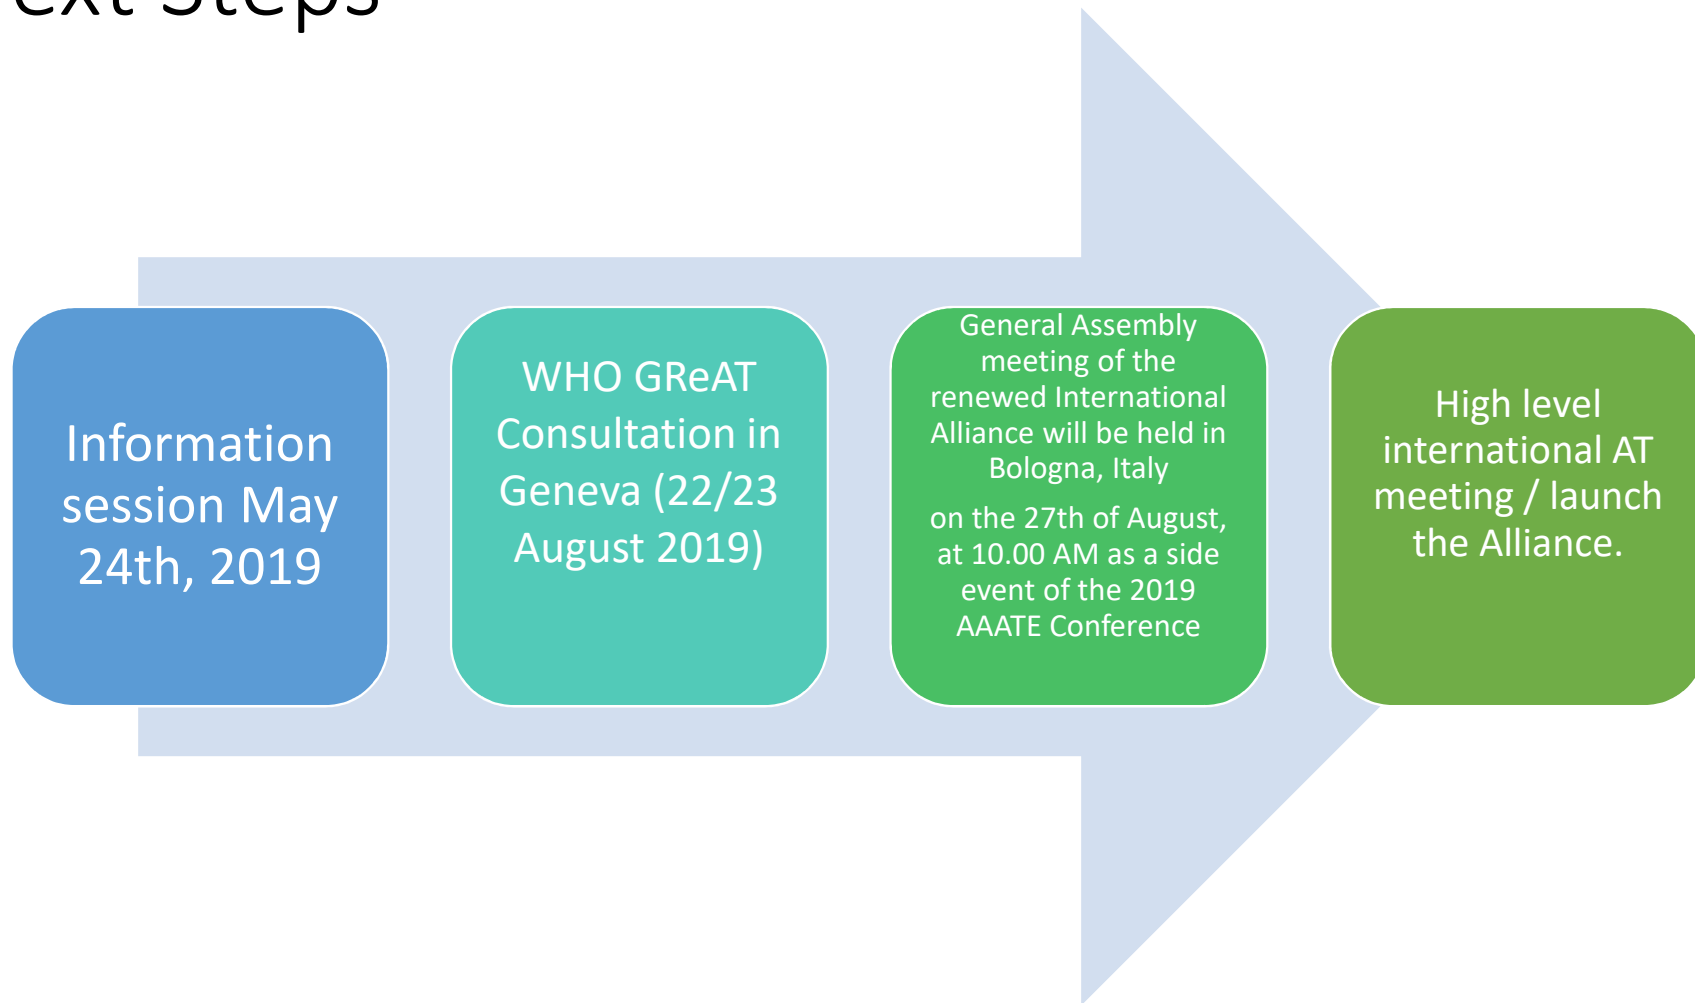 ext Steps
Information
session May
24th, 2019
WHO GReAT
Consultation in
Geneva (22/23
August 2019)
General Assembly
meeting of the
renewed International
Alliance will be held in
Bologna, Italy
on the 27th of August,
at 10.00 AM as a side
event of the 2019
AAATE Conference
High level
international AT
meeting / launch
the Alliance.